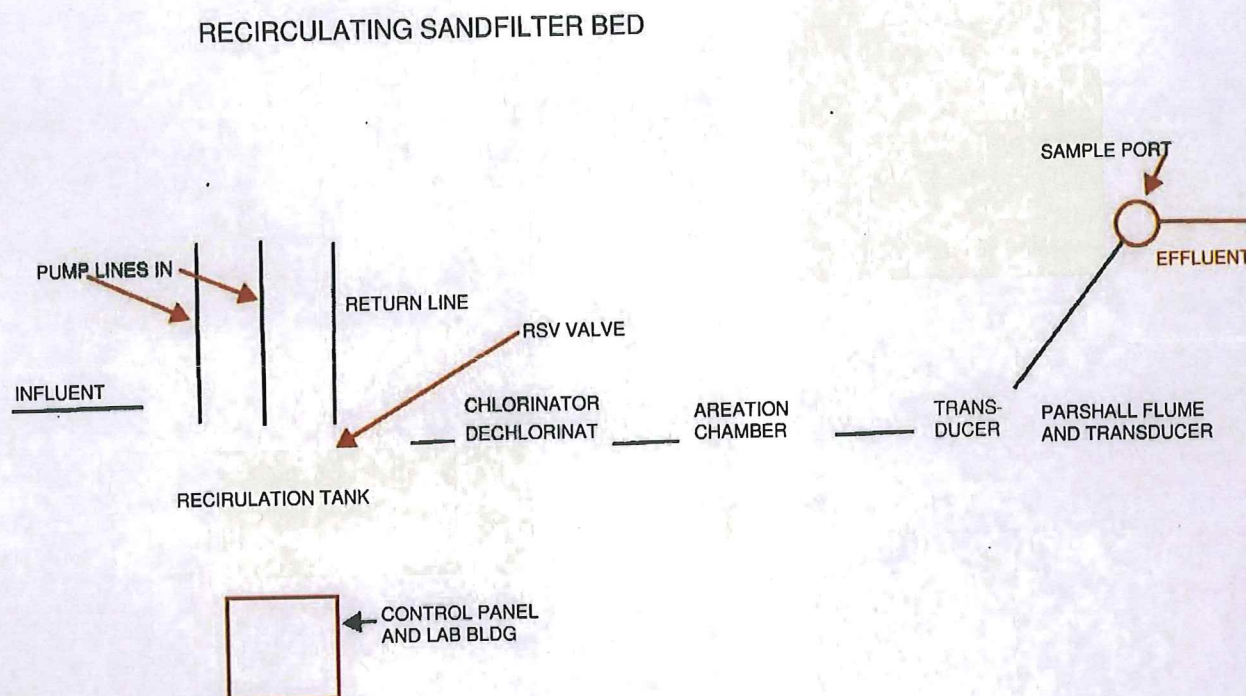 RECIRCULATING SANDFILTER BED
SAMPLE PORT
EFFLUENT
PUMP LINES IN
RETURN LINE
RSV VALVE
INFLUENT
CHLORINATOR
DECHLORINAT
AREATION
CHAMBER
TRANS-
DUCER
PARSHALL FLUME
AND TRANSDUCER
RECIRULATION TANK
CONTROL PANEL
AND LAB BLDG